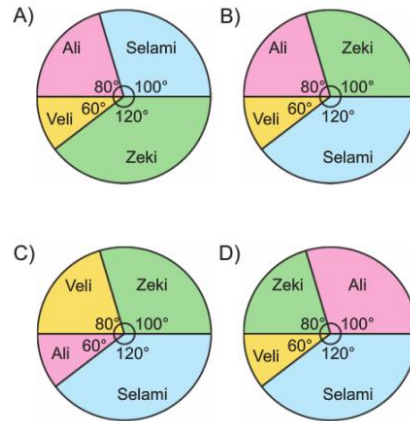 A)
Ali
Selami
80° 100°
60°
Veli
120°
Zeki
B)
Ali
Zeki
80° 100°
60°
Veli
120°
Selami
C)
Veli
Zeki
80° 100°
60°
Ali
120°
Selami
D)
Zeki
Ali
80° 100°
60°
Veli
120°
Selami